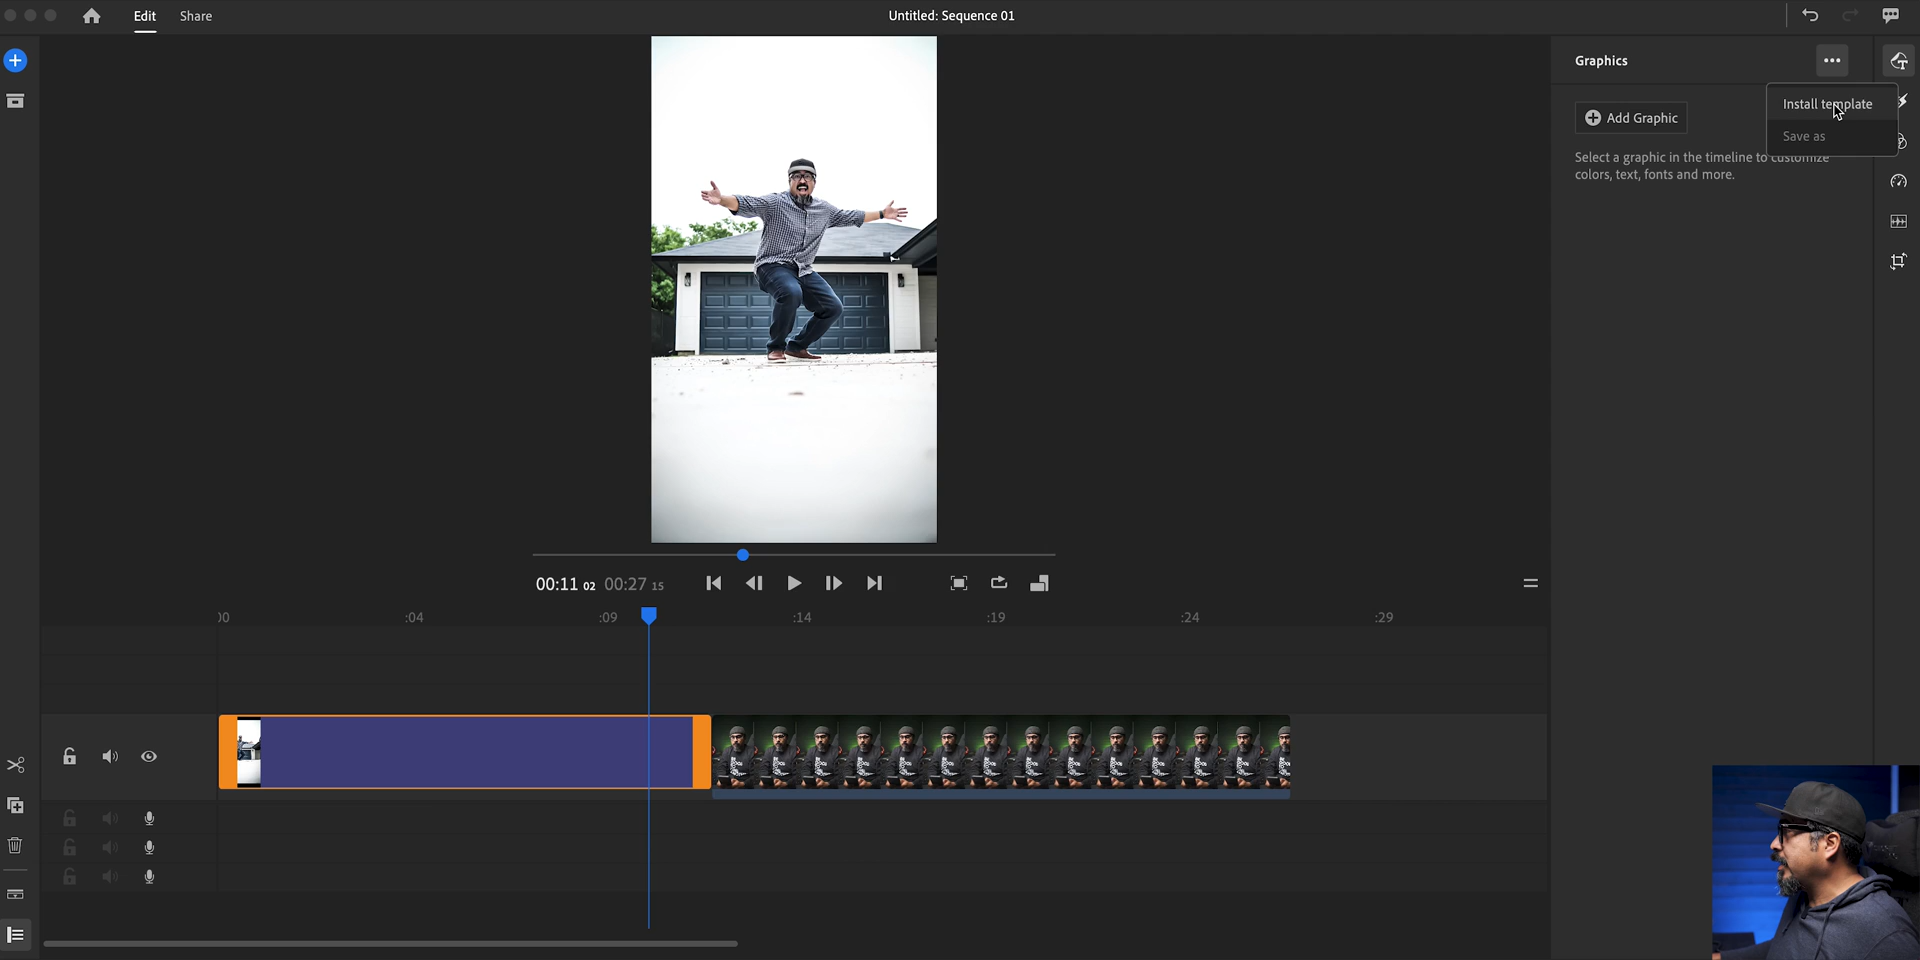 Edit
Share
Untitled: Sequence 01
Graphics
Install template
Save as
Add Graphic
Select a graphic in the timeline to customize
colors, text, fonts and more.
00:11 02 00:27 15
:00 :04 :09 :14 :19 :24 :29